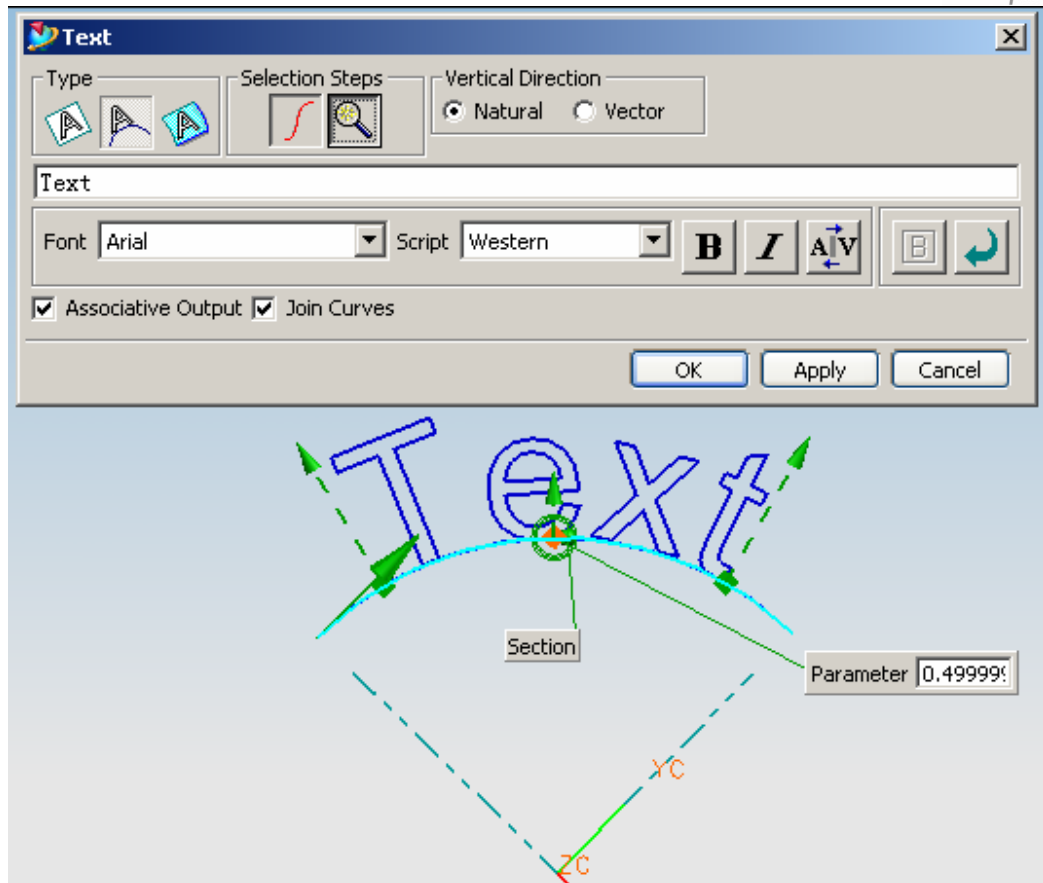 Text
Type
Selection Steps
Vertical Direction
Natural
Vector
Text
Font Arial
Script Western
B I A V
B
Associative Output
Join Curves
OK
Apply
Cancel
Text
Section
Parameter 0.49999
YC
ZC